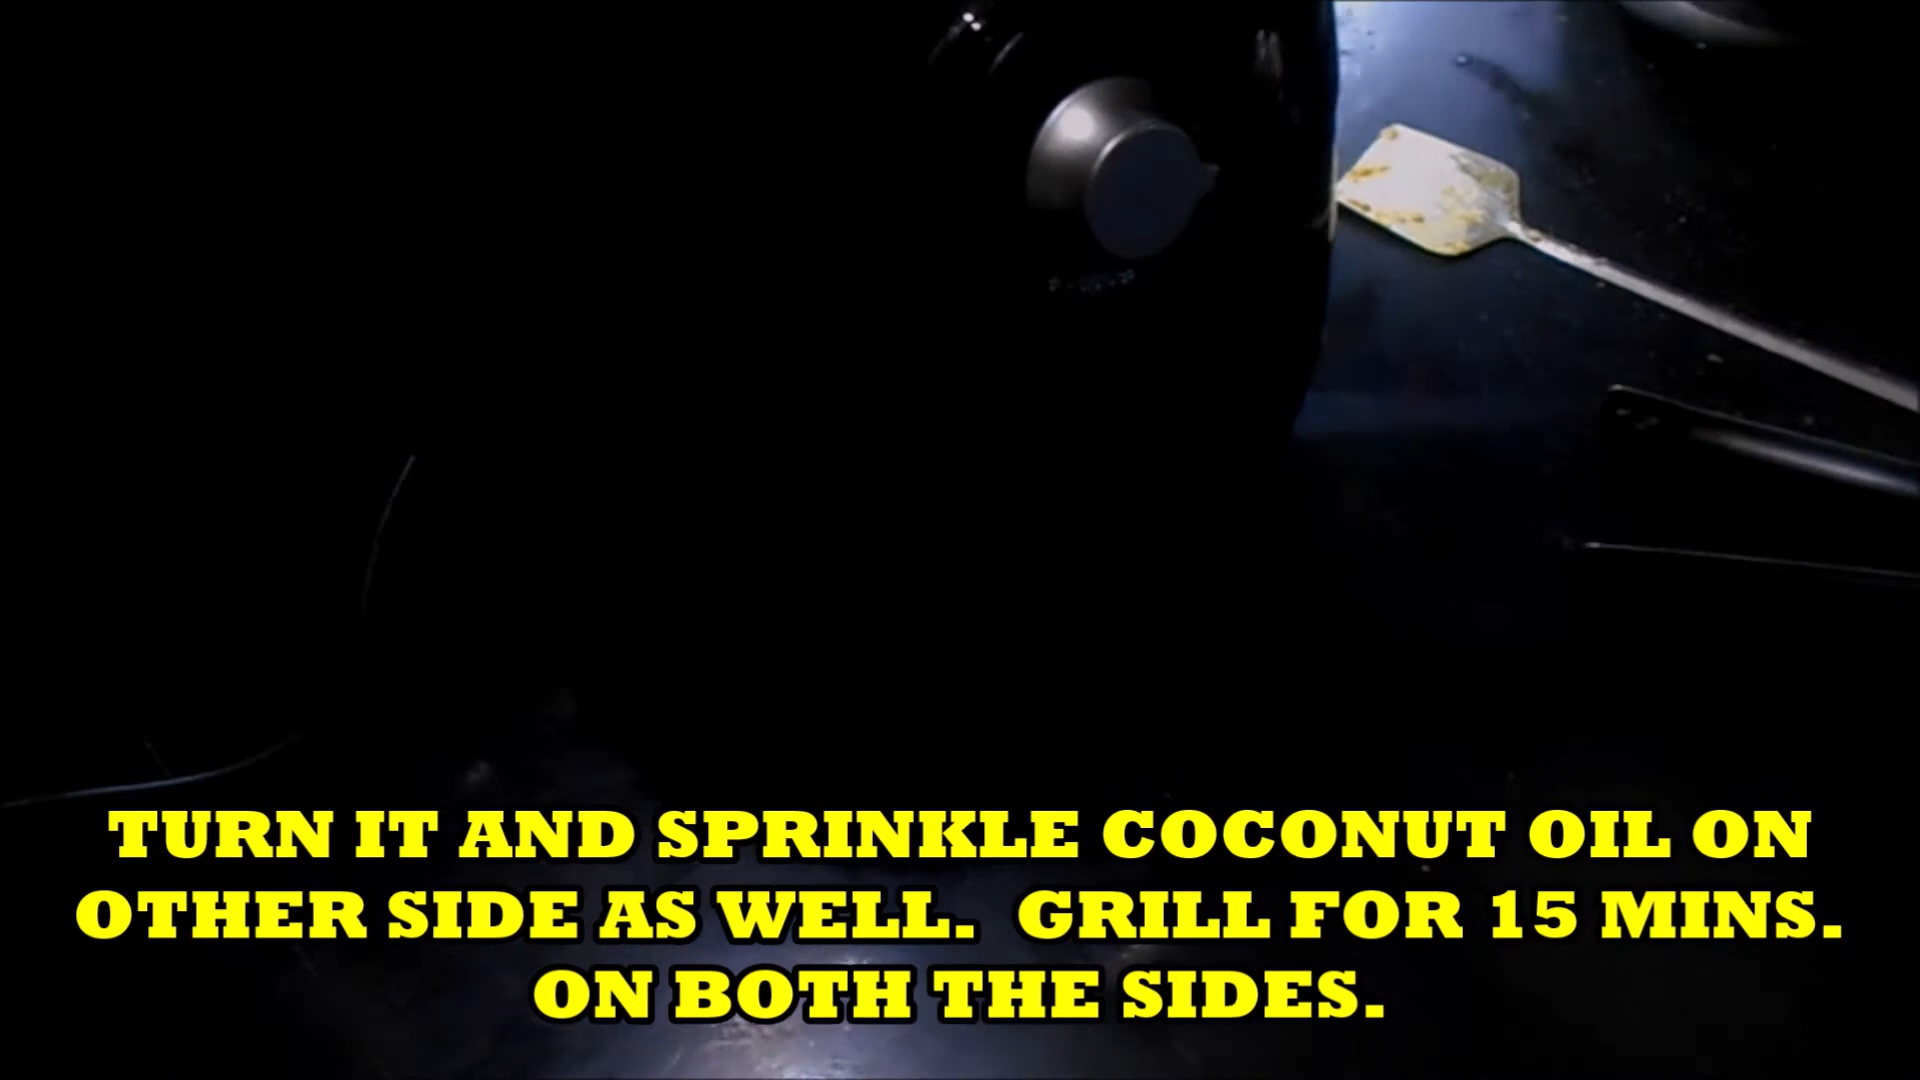 TURN IT AND SPRINKLE COCONUT OIL ON
OTHER SIDE AS WELL.  GRILL FOR 15 MINS.
ON BOTH THE SIDES.